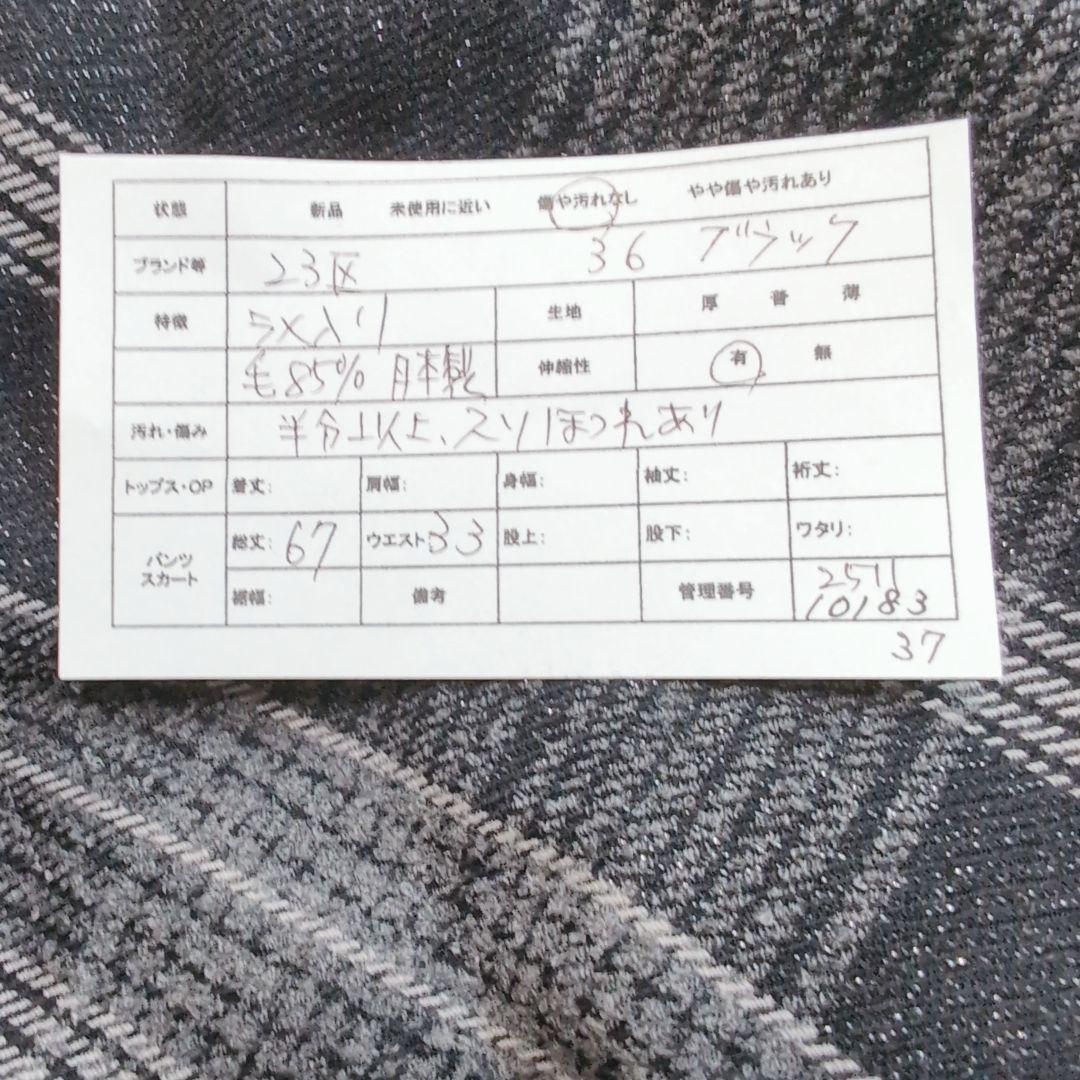 状態 新品 未使用に近い 傷や汚れなし やや傷や汚れあり
ブランド等 23区 36 ブラック
特徴 ラメ入り 生地 厚 普 薄
毛85% 日本製 伸縮性 有 無
汚れ・傷み 半分以上、スソほつれあり
トップス・OP 着丈: 肩幅: 身幅: 袖丈: 裄丈:
パンツ スカート 総丈: 67 ウエスト 33 股上: 股下: ワタリ:
裾幅: 備考 管理番号 2511
10183
37